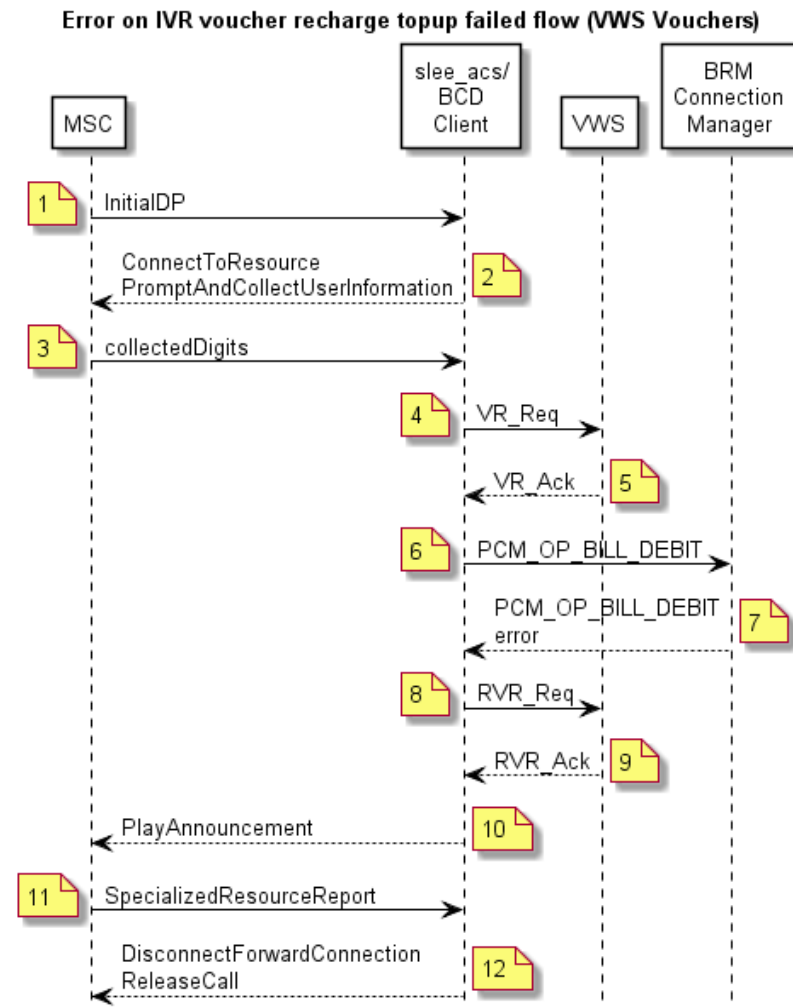 Error on IVR voucher recharge topup failed flow (VWS Vouchers)
MSC
slee_acs/
BCD
Client
VWS
BRM
Connection
Manager
1
InitialIDP
ConnectToResource
PromptAndCollectUserInformation
2
3
collectedDigits
4
VR_Req
VR_Ack
5
6
PCM_OP_BILL_DEBIT
PCM_OP_BILL_DEBIT
error
7
8
RVR_Req
RVR_Ack
9
PlayAnnouncement
10
11
SpecializedResourceReport
DisconnectForwardConnection
ReleaseCall
12